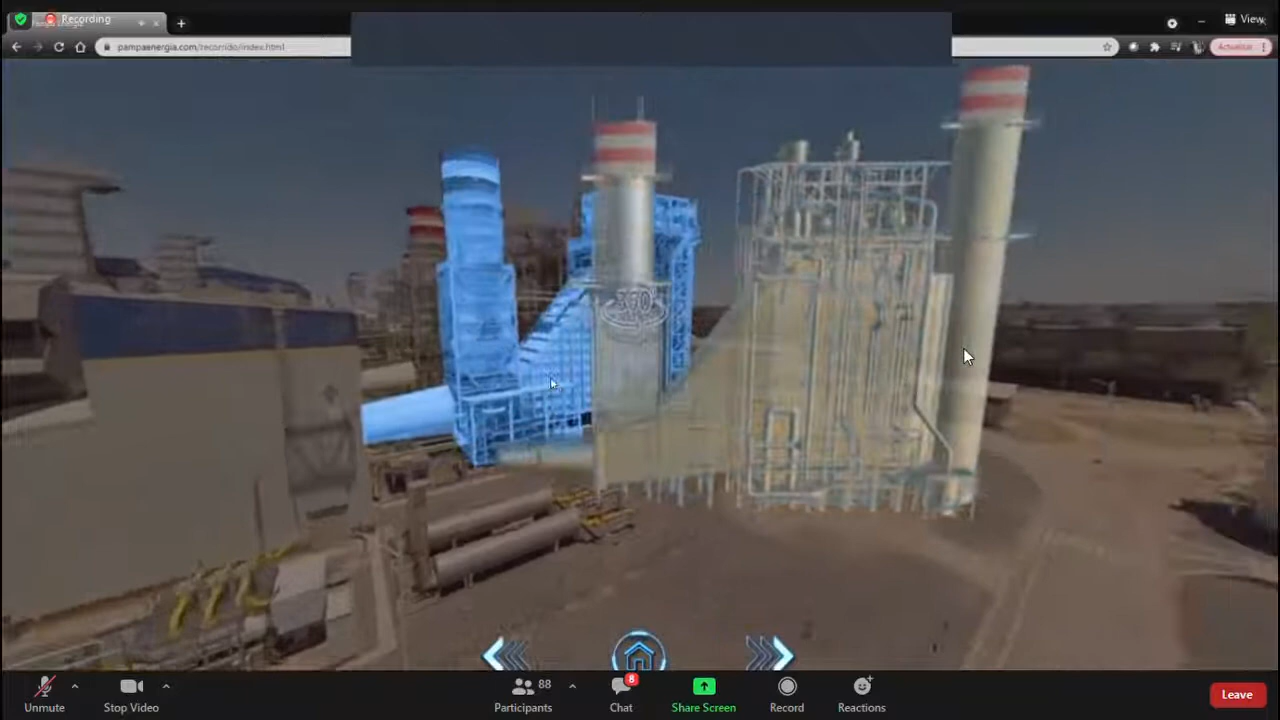 Recording
View
pampaenergia.com/recorrido/index.html
Actualizar
360°
Unmute
Stop Video
88
Participants
8
Chat
Share Screen
Record
Reactions
Leave